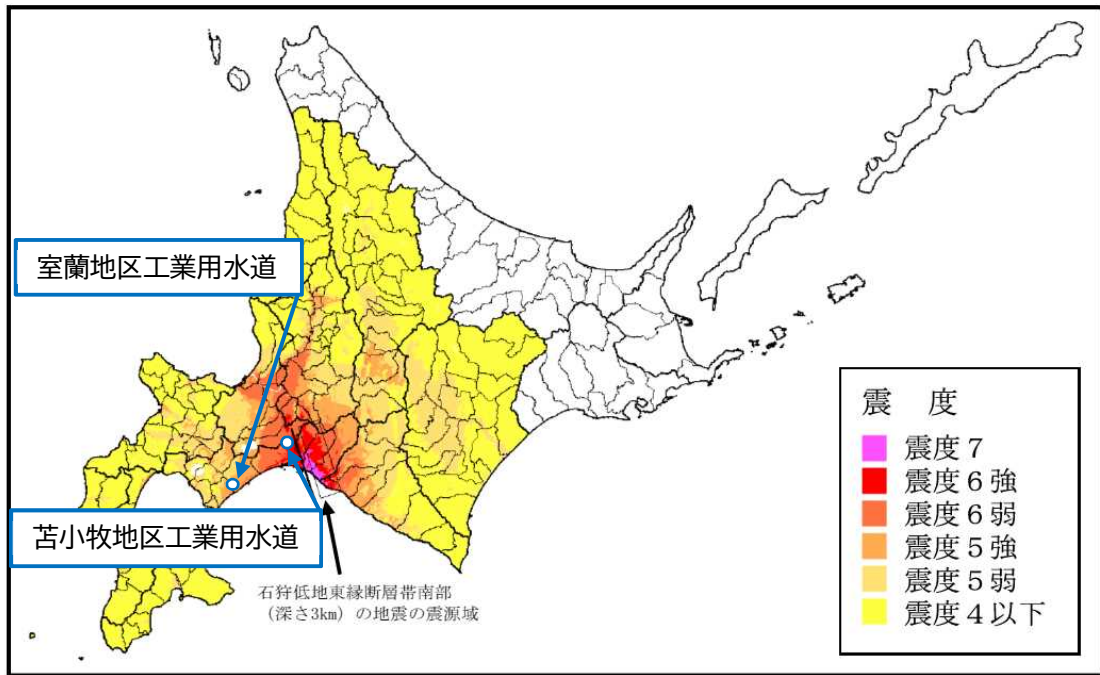 室蘭地区工業用水道
苫小牧地区工業用水道
石狩低地東縁断層帯南部
(深さ3km)の地震の震源域
震 度
震度7
震度6強
震度6弱
震度5強
震度5弱
震度4以下